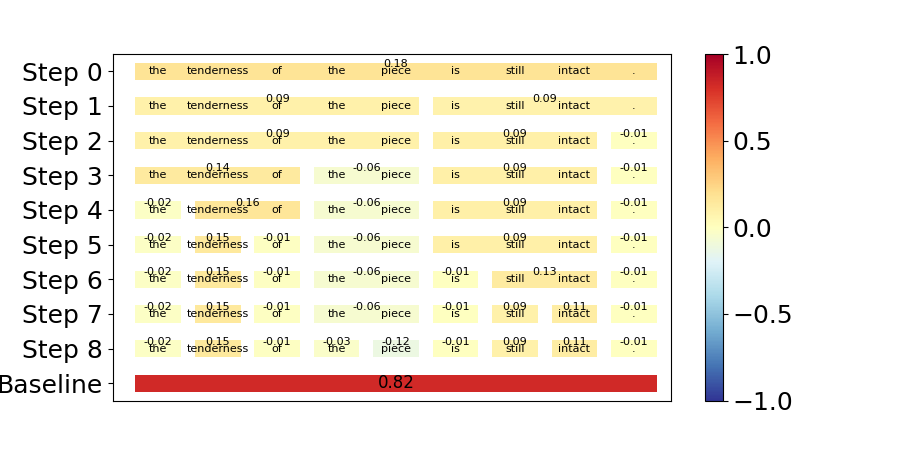 0.18
Step 0 the tenderness of the piece is still intact .
0.09 0.09
Step 1 the tenderness of the piece is still intact .
0.09 0.09 -0.01
Step 2 the tenderness of the piece is still intact .
0.14 -0.06 0.09 -0.01
Step 3 the tenderness of the piece is still intact .
-0.02 0.16 -0.06 0.09 -0.01
Step 4 the tenderness of the piece is still intact .
-0.02 0.15 -0.01 -0.06 0.09 -0.01
Step 5 the tenderness of the piece is still intact .
-0.02 0.15 -0.01 -0.06 -0.01 0.13 -0.01
Step 6 the tenderness of the piece is still intact .
-0.02 0.15 -0.01 -0.06 -0.01 0.09 0.11 -0.01
Step 7 the tenderness of the piece is still intact .
-0.02 0.15 -0.01 -0.03 -0.12 -0.01 0.09 0.11 -0.01
Step 8 the tenderness of the piece is still intact .
Baseline 0.82
1.0
0.5
0.0
−0.5
−1.0